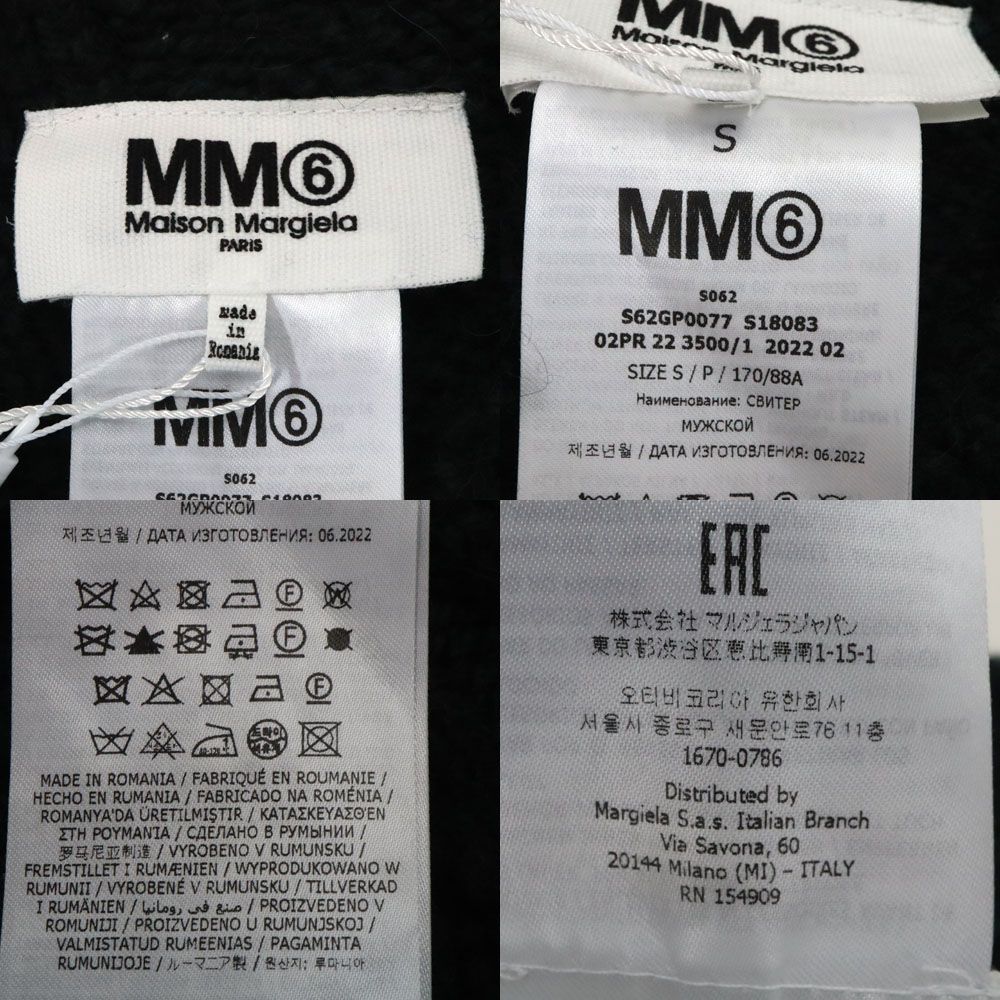 MM6
Maison Margiela
PARIS
Made
in
Romania
MM6
S062
S62GP0077 S18083
MM6
Maison Margiela
S
MM6
S062
S62GP0077 S18083
02PR 22 3500/1 2022 02
SIZE S / P / 170/88A
Наименование: СВИТЕР
МУЖСКОЙ
제조년월 / ДАТА ИЗГОТОВЛЕНИЯ: 06.2022
МУЖСКОЙ
제조년월 / ДАТА ИЗГОТОВЛЕНИЯ: 06.2022
드라이
MADE IN ROMANIA / FABRIQUÉ EN ROUMANIE /
HECHO EN RUMANIA / FABRICADO NA ROMÉNIA /
ROMANYA'DA ÜRETILMIŞTIR / ΚΑΤΑΣΚΕΥΑΣΘΈΝ
ΣΤΗ ΡΟΥΜΑΝΙΑ / СДЕЛАНО В РУМЫНИИ /
罗马尼亚制造 / VYROBENO V RUMUNSKU /
FREMSTILLET I RUMÆNIEN / WYPRODUKOWANO W
RUMUNII / VYROBENÉ V RUMUNSKU / TILLVERKAD
I RUMÄNIEN / صنع في رومانيا / PROIZVEDENO V
ROMUNIJI / PROIZVEDENO U RUMUNJSKOJ /
VALMISTATUD RUMEENIAS / PAGAMINTA
RUMUNIJOJE / ルーマニア製 / 원산지: 루마니아
EAC
株式会社 マルジェラジャパン
東京都渋谷区恵比寿南1-15-1
오티비코리아 유한회사
서울시 종로구 새문안로76 11층
1670-0786
Distributed by
Margiela S.a.s. Italian Branch
Via Savona, 60
20144 Milano (MI) - ITALY
RN 154909